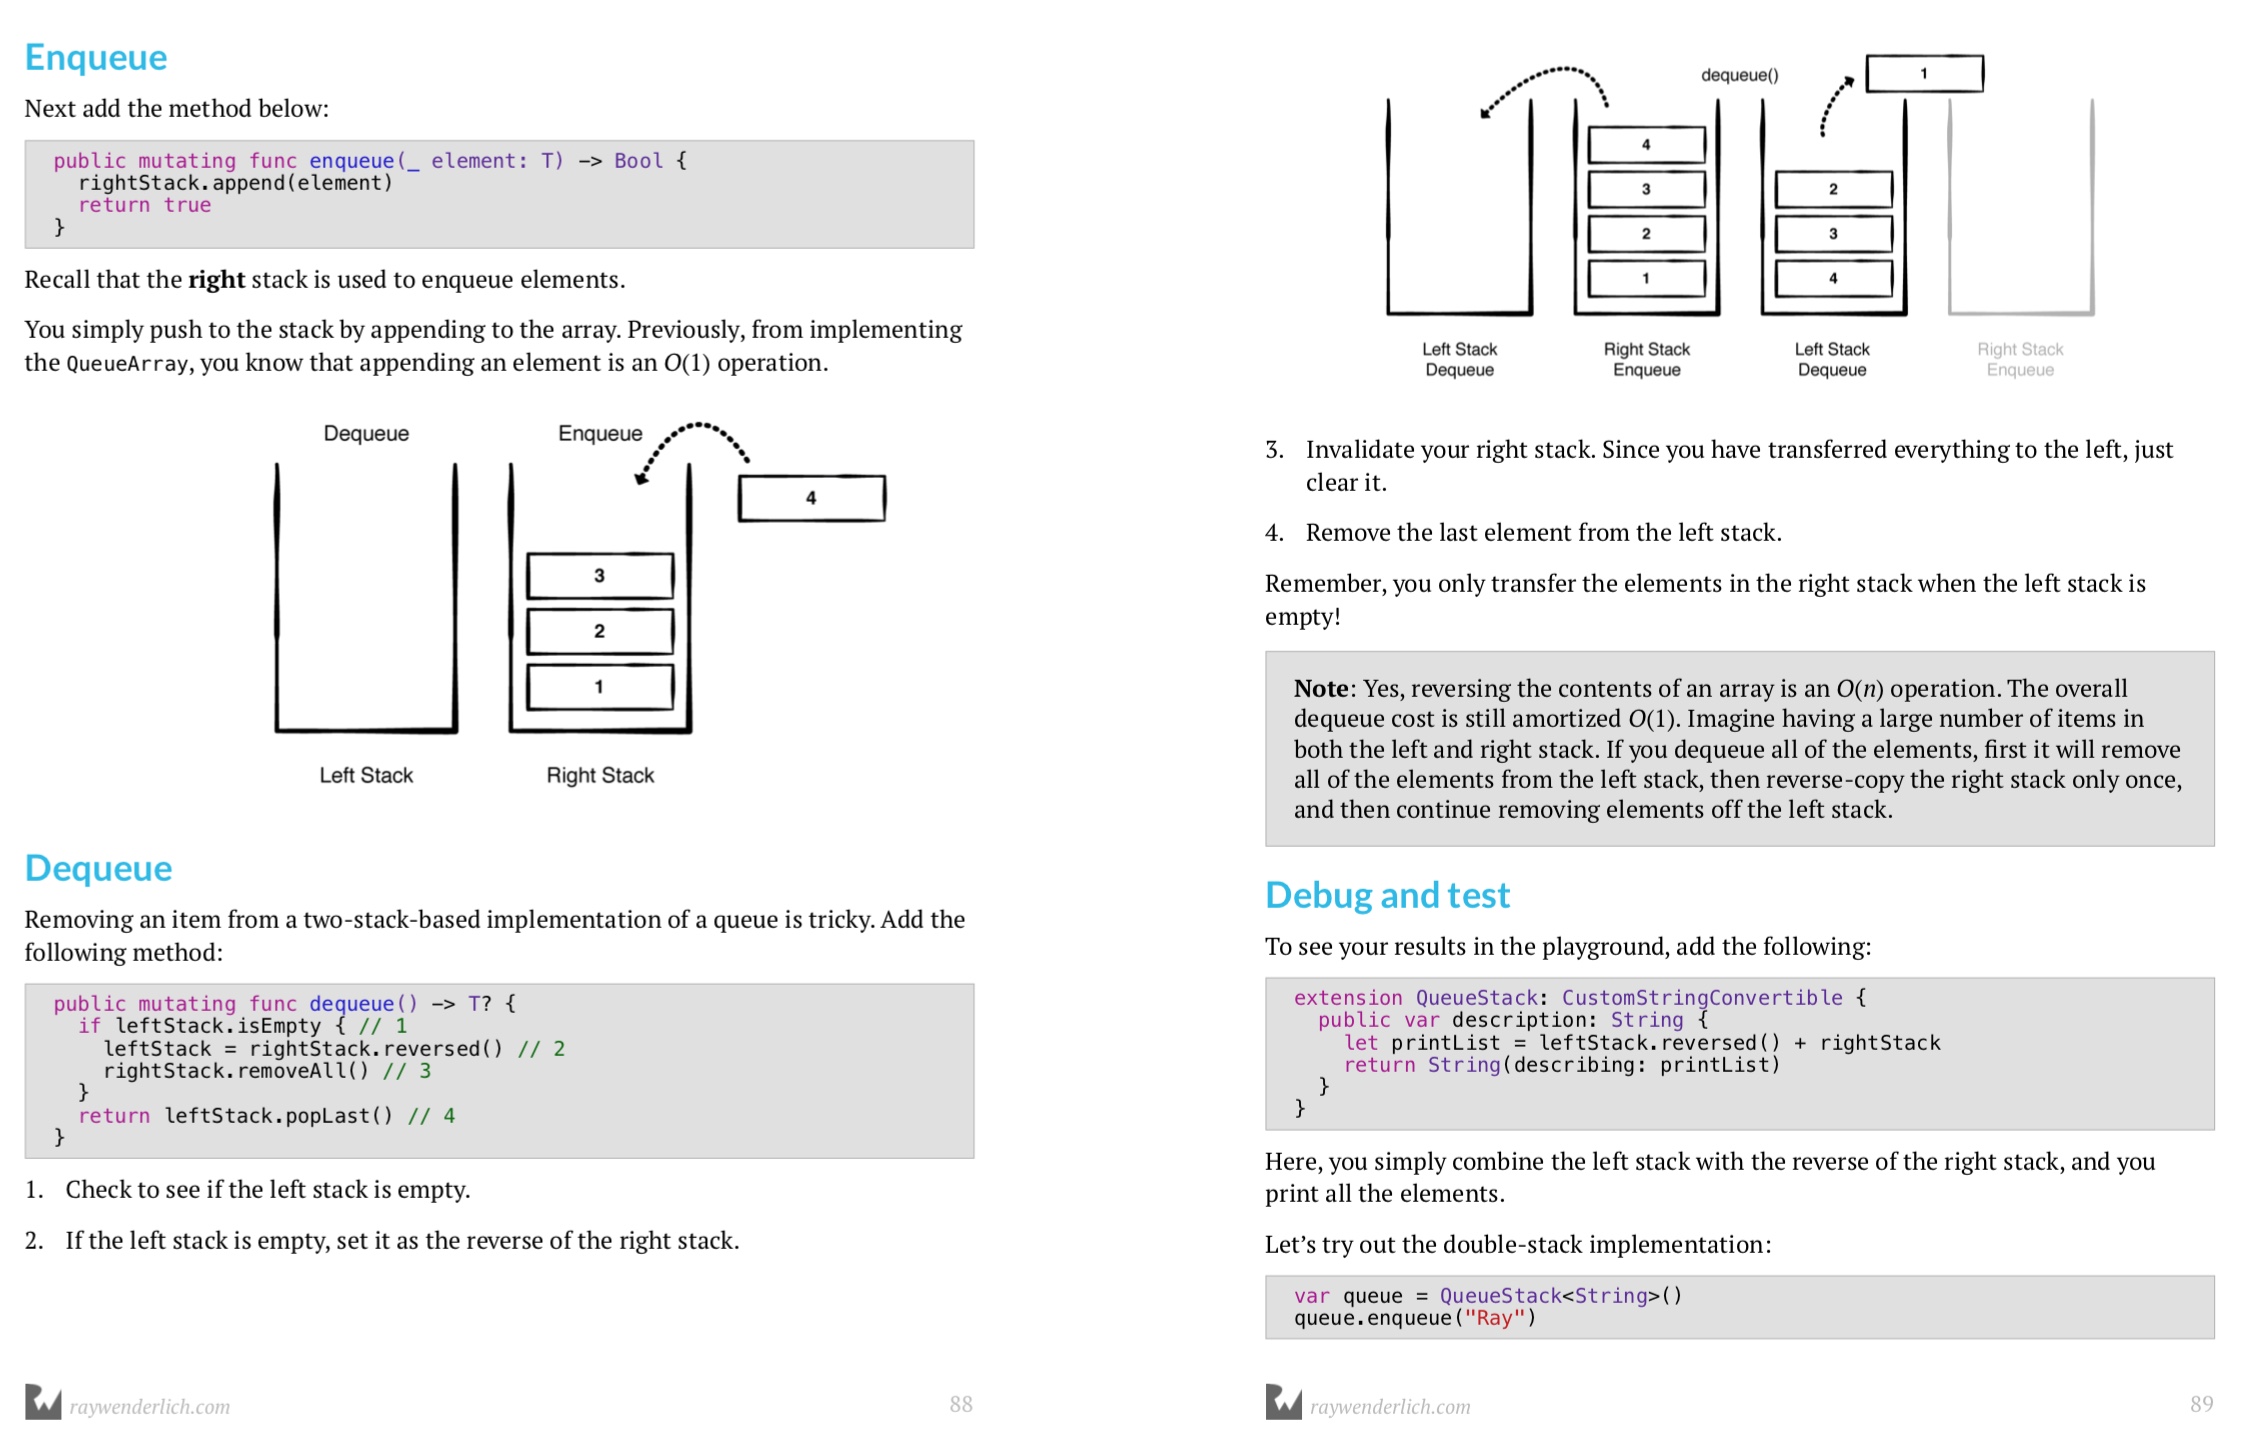 Enqueue
Next add the method below:
public mutating func enqueue(_ element: T) -> Bool {
  rightStack.append(element)
  return true
}
Recall that the right stack is used to enqueue elements.
You simply push to the stack by appending to the array. Previously, from implementing
the QueueArray, you know that appending an element is an O(1) operation.
Dequeue
Enqueue
4
3
2
1
Left Stack
Right Stack
Dequeue
Removing an item from a two-stack-based implementation of a queue is tricky. Add the
following method:
public mutating func dequeue() -> T? {
  if leftStack.isEmpty { // 1
    leftStack = rightStack.reversed() // 2
    rightStack.removeAll() // 3
  }
  return leftStack.popLast() // 4
}
1. Check to see if the left stack is empty.
2. If the left stack is empty, set it as the reverse of the right stack.
raywenderlich.com
88
dequeue()
1
4
3
2
1
2
3
4
Left Stack
Dequeue
Right Stack
Enqueue
Left Stack
Dequeue
Right Stack
Enqueue
3. Invalidate your right stack. Since you have transferred everything to the left, just
clear it.
4. Remove the last element from the left stack.
Remember, you only transfer the elements in the right stack when the left stack is
empty!
Note: Yes, reversing the contents of an array is an O(n) operation. The overall
dequeue cost is still amortized O(1). Imagine having a large number of items in
both the left and right stack. If you dequeue all of the elements, first it will remove
all of the elements from the left stack, then reverse-copy the right stack only once,
and then continue removing elements off the left stack.
Debug and test
To see your results in the playground, add the following:
extension QueueStack: CustomStringConvertible {
  public var description: String {
    let printList = leftStack.reversed() + rightStack
    return String(describing: printList)
  }
}
Here, you simply combine the left stack with the reverse of the right stack, and you
print all the elements.
Let’s try out the double-stack implementation:
var queue = QueueStack<String>()
queue.enqueue("Ray")
raywenderlich.com
89